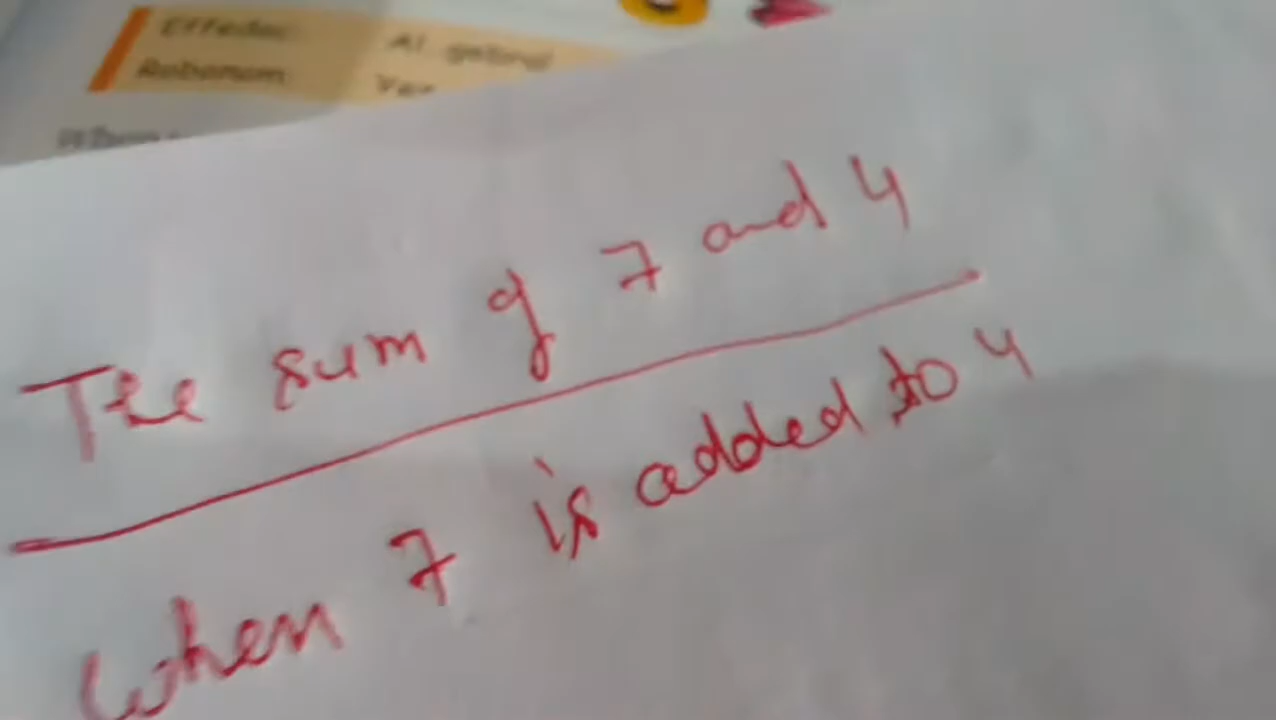 The sum of 7 and 4
When 7 is added to 4